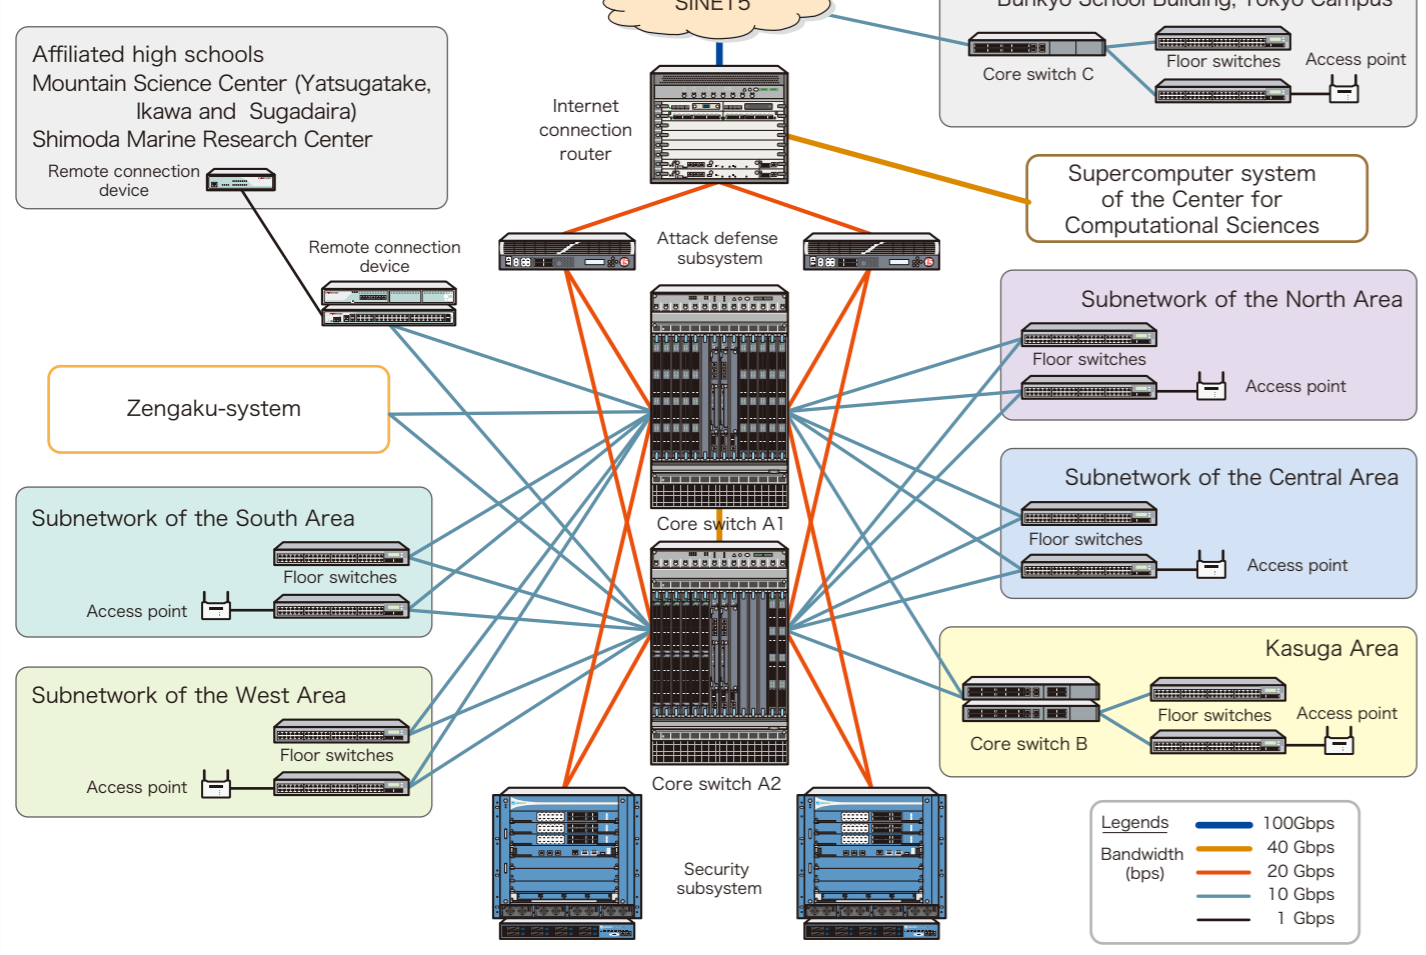 SINET5
Bunkyo School Building, Tokyo Campus
Core switch C
Floor switches
Access point
Affiliated high schools
Mountain Science Center (Yatsugatake,
Ikawa and Sugadaira)
Shimoda Marine Research Center
Remote connection
device
Internet
connection
router
Supercomputer system
of the Center for
Computational Sciences
Remote connection
device
Attack defense
subsystem
Subnetwork of the North Area
Floor switches
Access point
Zengaku-system
Core switch A1
Subnetwork of the Central Area
Floor switches
Access point
Subnetwork of the South Area
Floor switches
Access point
Subnetwork of the West Area
Floor switches
Access point
Core switch A2
Kasuga Area
Floor switches
Access point
Core switch B
Security
subsystem
Legends
Bandwidth
(bps)
100Gbps
40 Gbps
20 Gbps
10 Gbps
1 Gbps